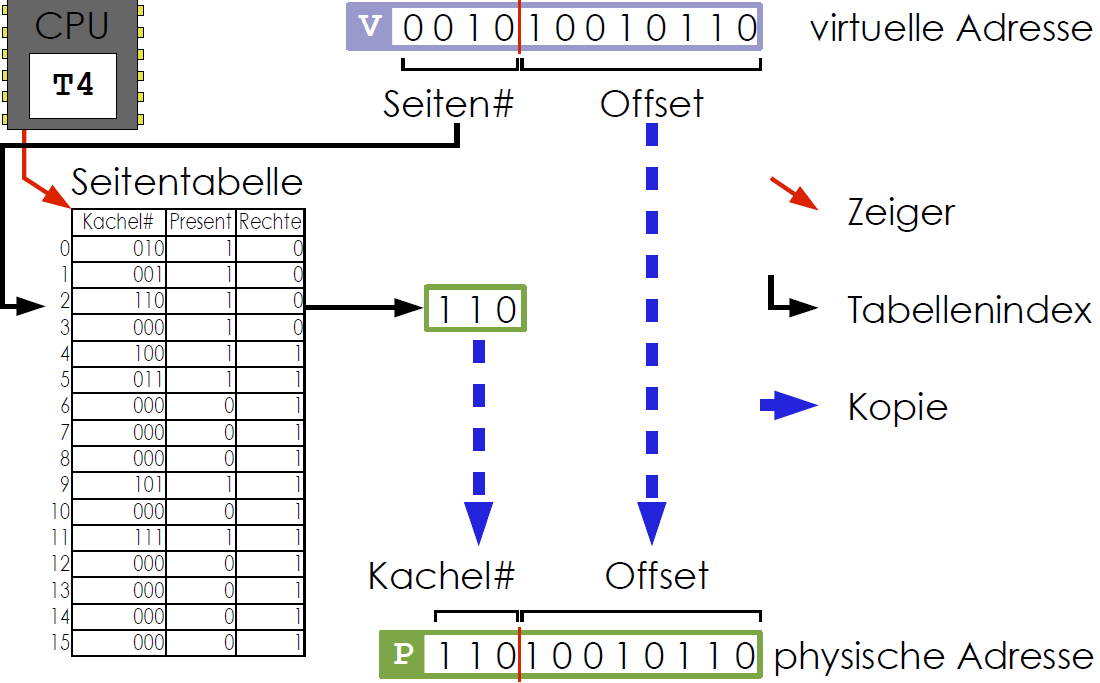 CPU
T4
V 0010 10010110 virtuelle Adresse
Seiten# Offset
Seitentabelle
Kachel# Present Rechte
0 010 1 0
1 001 1 0
2 110 1 0
3 000 1 0
4 100 1 1
5 011 1 1
6 000 0 1
7 000 0 1
8 000 0 1
9 101 1 1
10 000 0 1
11 111 1 1
12 000 0 1
13 000 0 1
14 000 0 1
15 000 0 1
110
Zeiger
Tabellenindex
Kopie
Kachel# Offset
P 110 10010110 physische Adresse